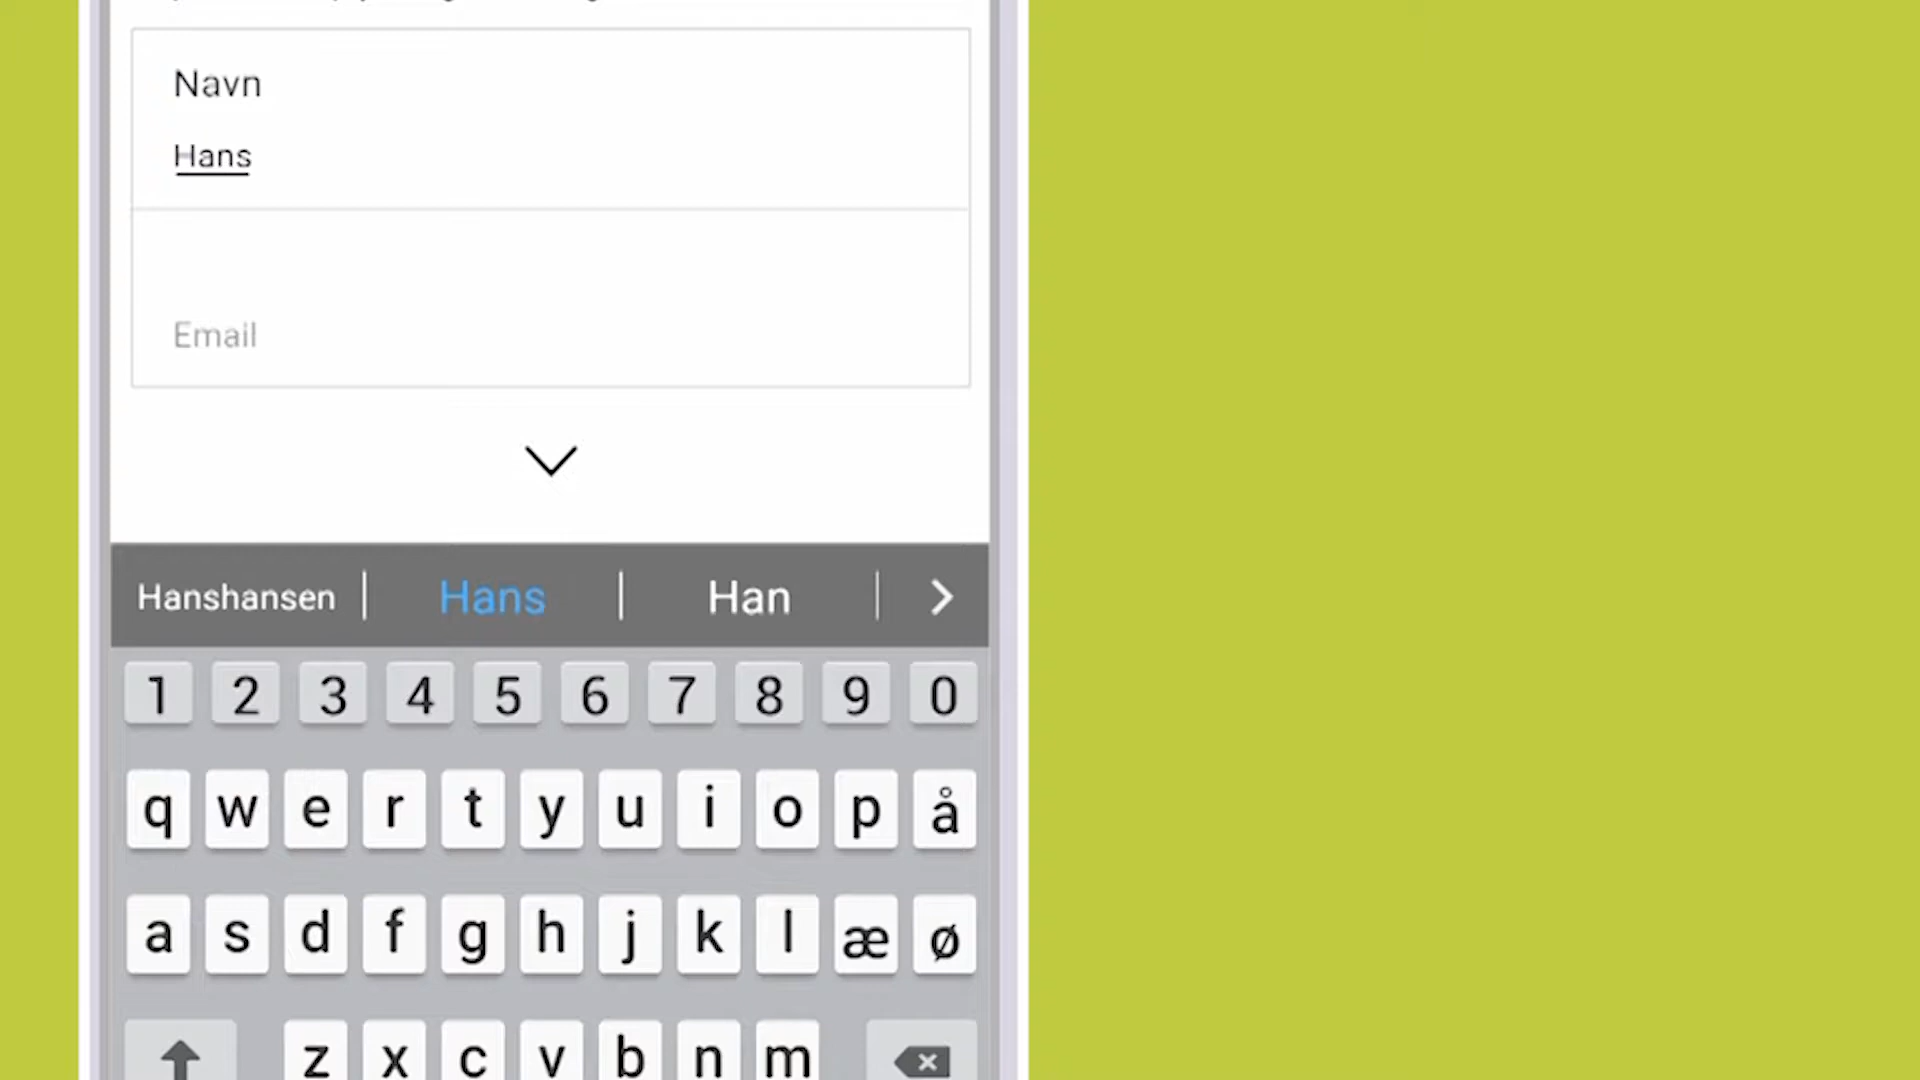 Navn
Hans
Email
Hanshansen Hans Han
1 2 3 4 5 6 7 8 9 0
q w e r t y u i o p å
a s d f g h j k l æ ø
z x c v b n m